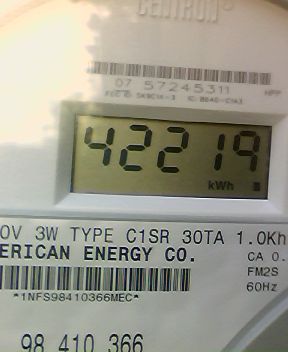 CENTRON®
07 57245311
42219
kWh
0V 3W TYPE C1SR 30TA 1.0Kh
ERICAN ENERGY CO.
CA 0.
FM2S
60Hz
*1NFS98410366MEC*
98 410 366